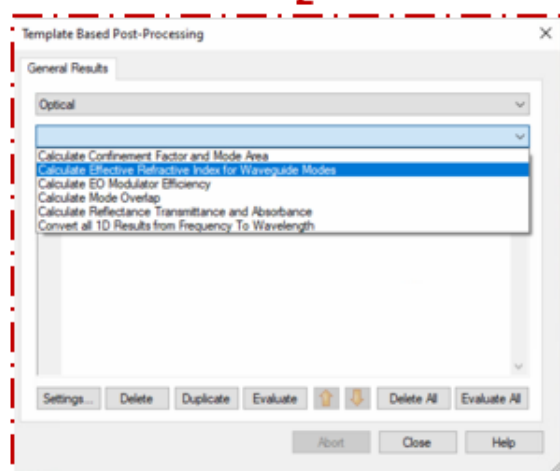 2
Template Based Post-Processing
General Results
Optical
Calculate Confinement Factor and Mode Area
Calculate Effective Refractive Index for Waveguide Modes
Calculate EO Modulator Efficiency
Calculate Mode Overlap
Calculate Reflectance Transmittance and Absorbance
Convert all 1D Results from Frequency To Wavelength
Settings... Delete Duplicate Evaluate Delete All Evaluate All
Abort Close Help